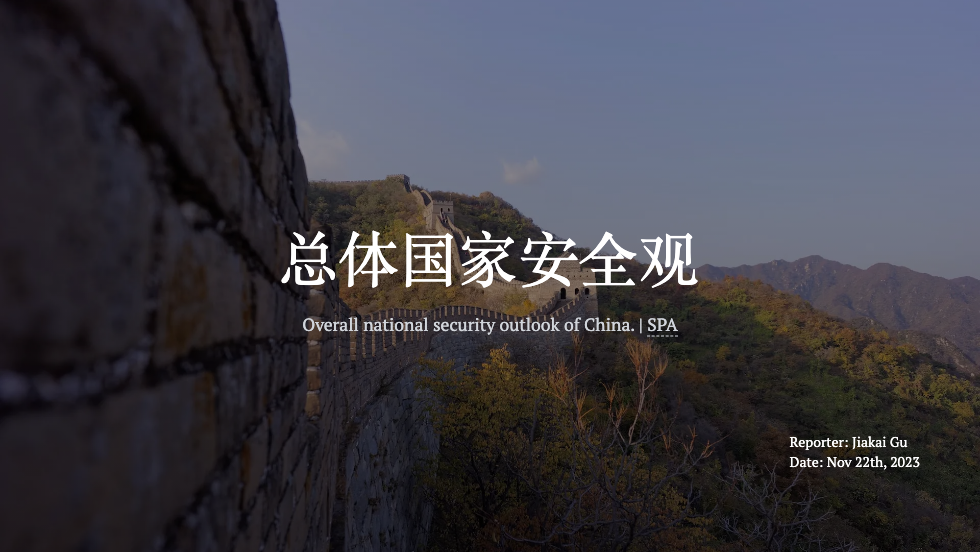 总体国家安全观
Overall national security outlook of China. | SPA
Reporter: Jiakai Gu
Date: Nov 22th, 2023